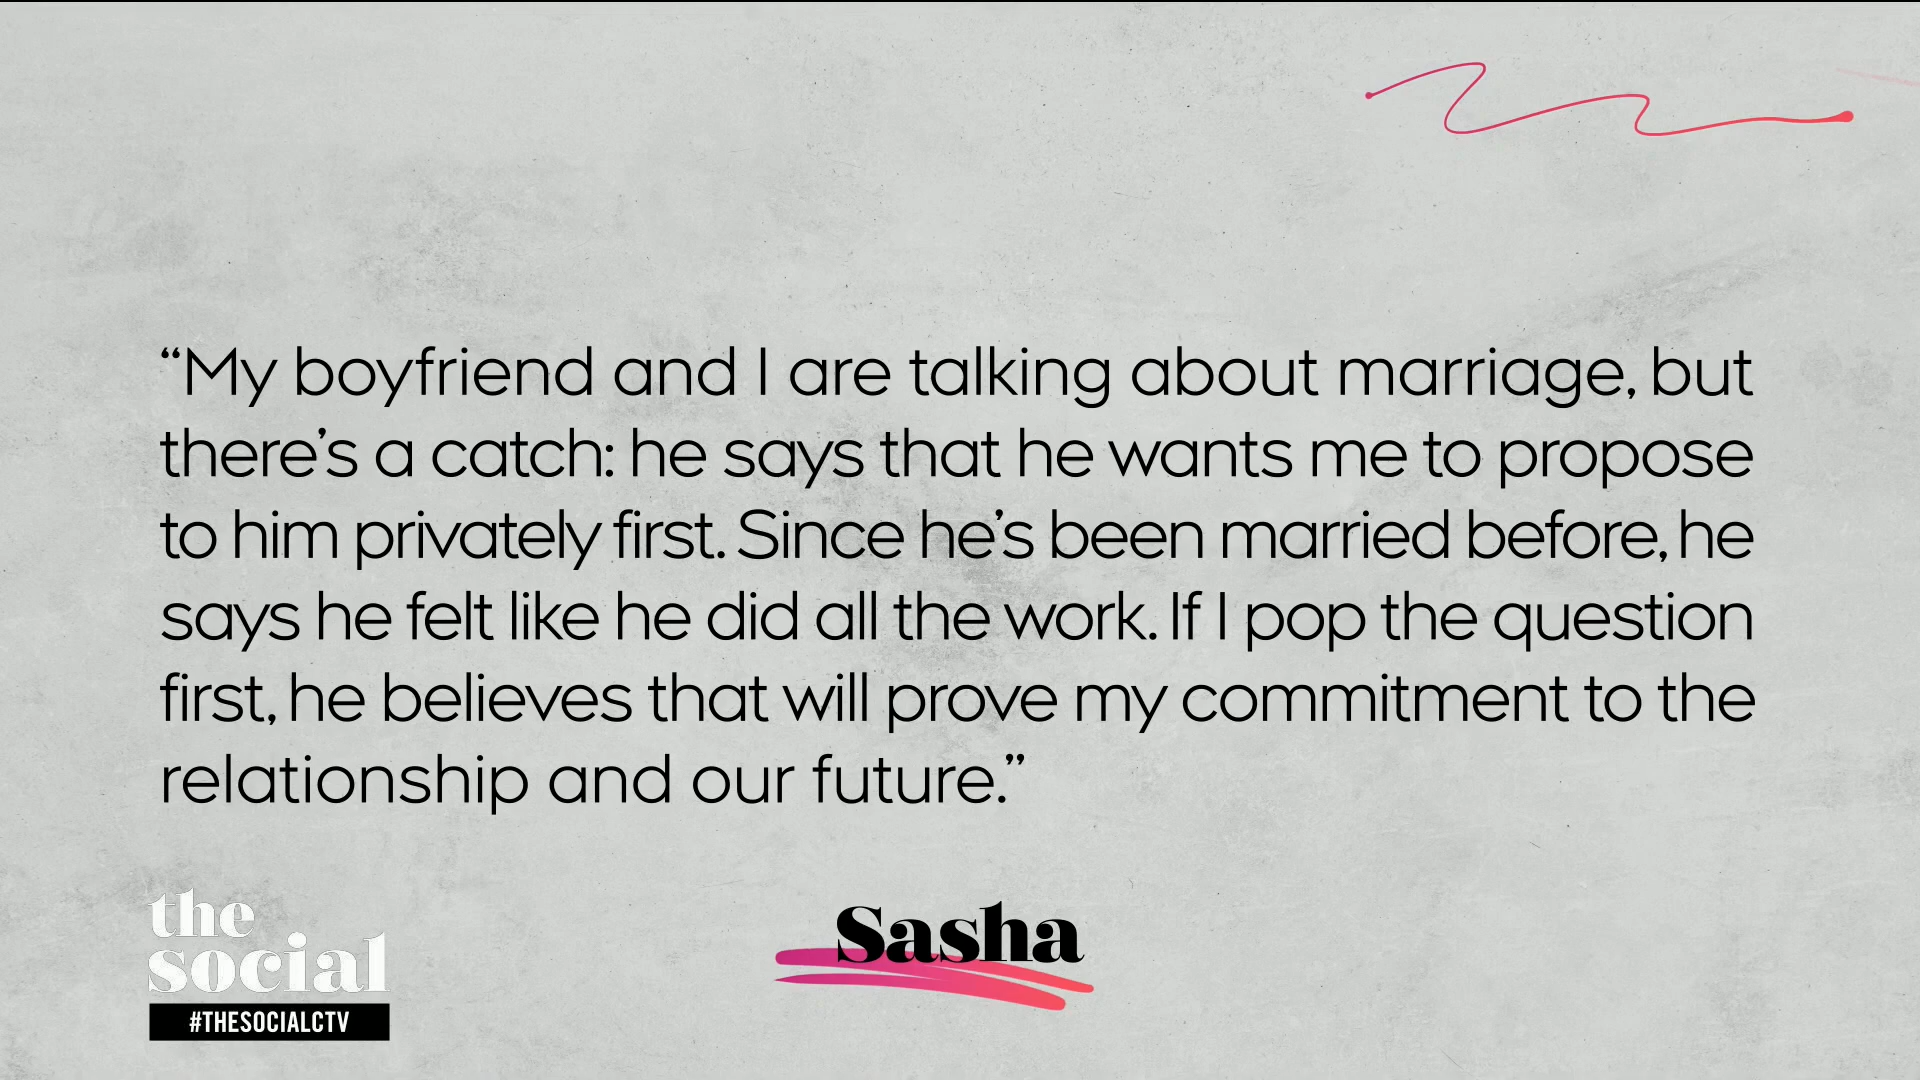 “My boyfriend and I are talking about marriage, but
there’s a catch: he says that he wants me to propose
to him privately first. Since he’s been married before, he
says he felt like he did all the work. If I pop the question
first, he believes that will prove my commitment to the
relationship and our future.”
Sasha
the
social
#THESOCIALCTV